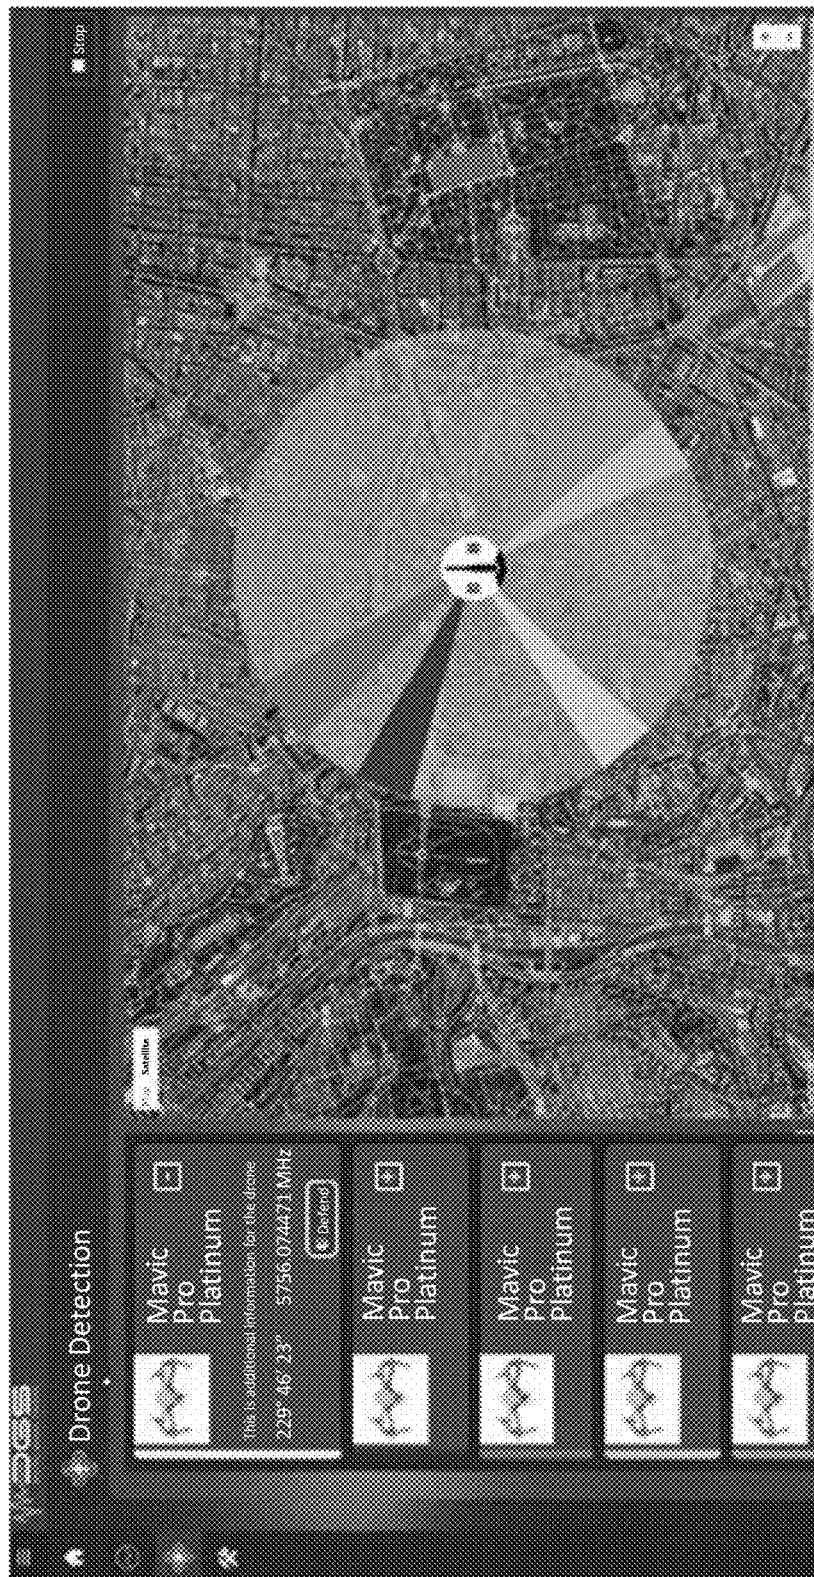 Drone Detection
Stop
Mavic
Pro
Platinum
This is additional information for the drone
229° 46' 23" 5756.074471 MHz
Defend
Mavic
Pro
Platinum
Mavic
Pro
Platinum
Mavic
Pro
Platinum
Mavic
Pro
Platinum
Satellite